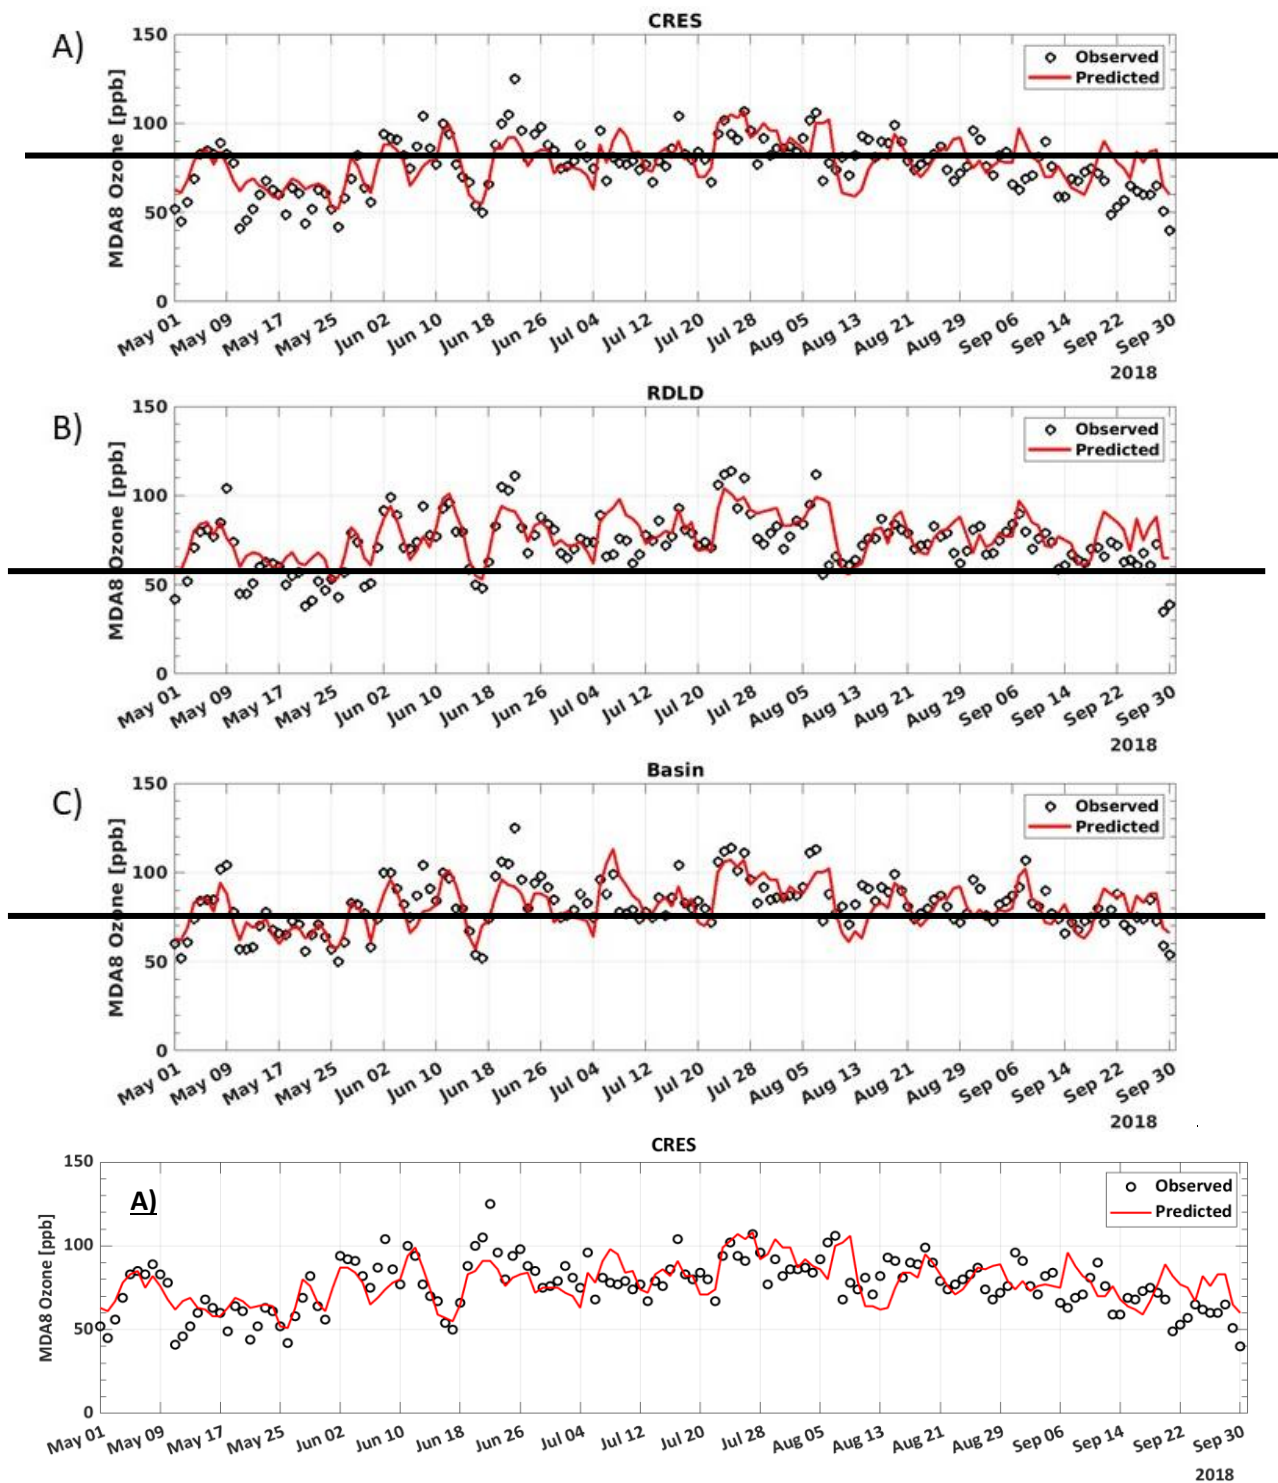 CRES
A)
150
100
50
0
MDA8 Ozone [ppb]
Observed
Predicted
May 01 May 09 May 17 May 25 Jun 02 Jun 10 Jun 18 Jun 26 Jul 04 Jul 12 Jul 20 Jul 28 Aug 05 Aug 13 Aug 21 Aug 29 Sep 06 Sep 14 Sep 22 Sep 30
2018
RDLD
B)
150
100
50
0
MDA8 Ozone [ppb]
Observed
Predicted
May 01 May 09 May 17 May 25 Jun 02 Jun 10 Jun 18 Jun 26 Jul 04 Jul 12 Jul 20 Jul 28 Aug 05 Aug 13 Aug 21 Aug 29 Sep 06 Sep 14 Sep 22 Sep 30
2018
Basin
C)
150
100
50
0
MDA8 Ozone [ppb]
Observed
Predicted
May 01 May 09 May 17 May 25 Jun 02 Jun 10 Jun 18 Jun 26 Jul 04 Jul 12 Jul 20 Jul 28 Aug 05 Aug 13 Aug 21 Aug 29 Sep 06 Sep 14 Sep 22 Sep 30
2018
CRES
A)
150
100
50
0
MDA8 Ozone [ppb]
Observed
Predicted
May 01 May 09 May 17 May 25 Jun 02 Jun 10 Jun 18 Jun 26 Jul 04 Jul 12 Jul 20 Jul 28 Aug 05 Aug 13 Aug 21 Aug 29 Sep 06 Sep 14 Sep 22 Sep 30
2018